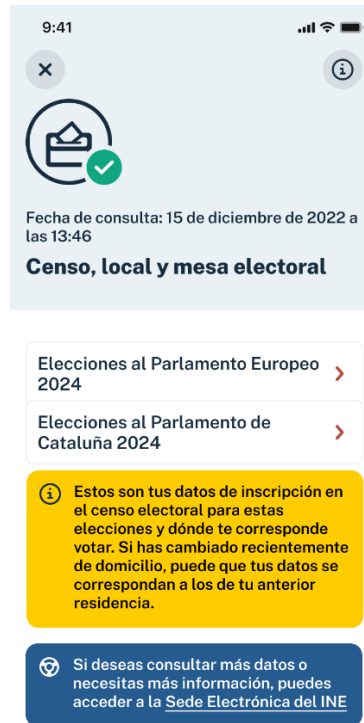 9:41
Fecha de consulta: 15 de diciembre de 2022 a
las 13:46
Censo, local y mesa electoral
Elecciones al Parlamento Europeo
2024
Elecciones al Parlamento de
Cataluña 2024
Estos son tus datos de inscripción en
el censo electoral para estas
elecciones y dónde te corresponde
votar. Si has cambiado recientemente
de domicilio, puede que tus datos se
correspondan a los de tu anterior
residencia.
Si deseas consultar más datos o
necesitas más información, puedes
acceder a la Sede Electrónica del INE